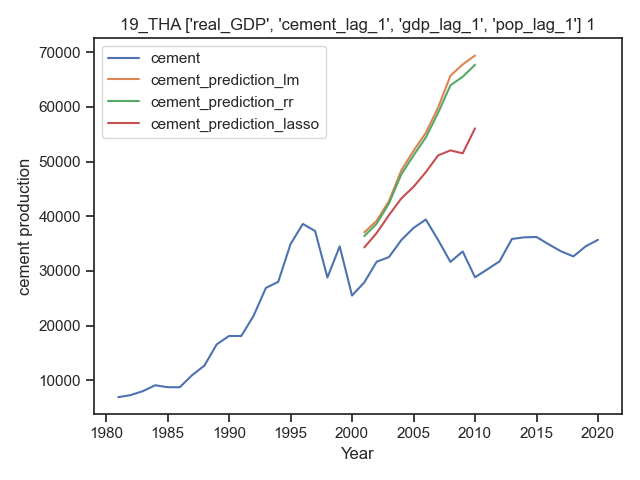 19_THA ['real_GDP', 'cement_lag_1', 'gdp_lag_1', 'pop_lag_1'] 1
cement
cement_prediction_lm
cement_prediction_rr
cement_prediction_lasso
cement production
70000
60000
50000
40000
30000
20000
10000
1980 1985 1990 1995 2000 2005 2010 2015 2020
Year